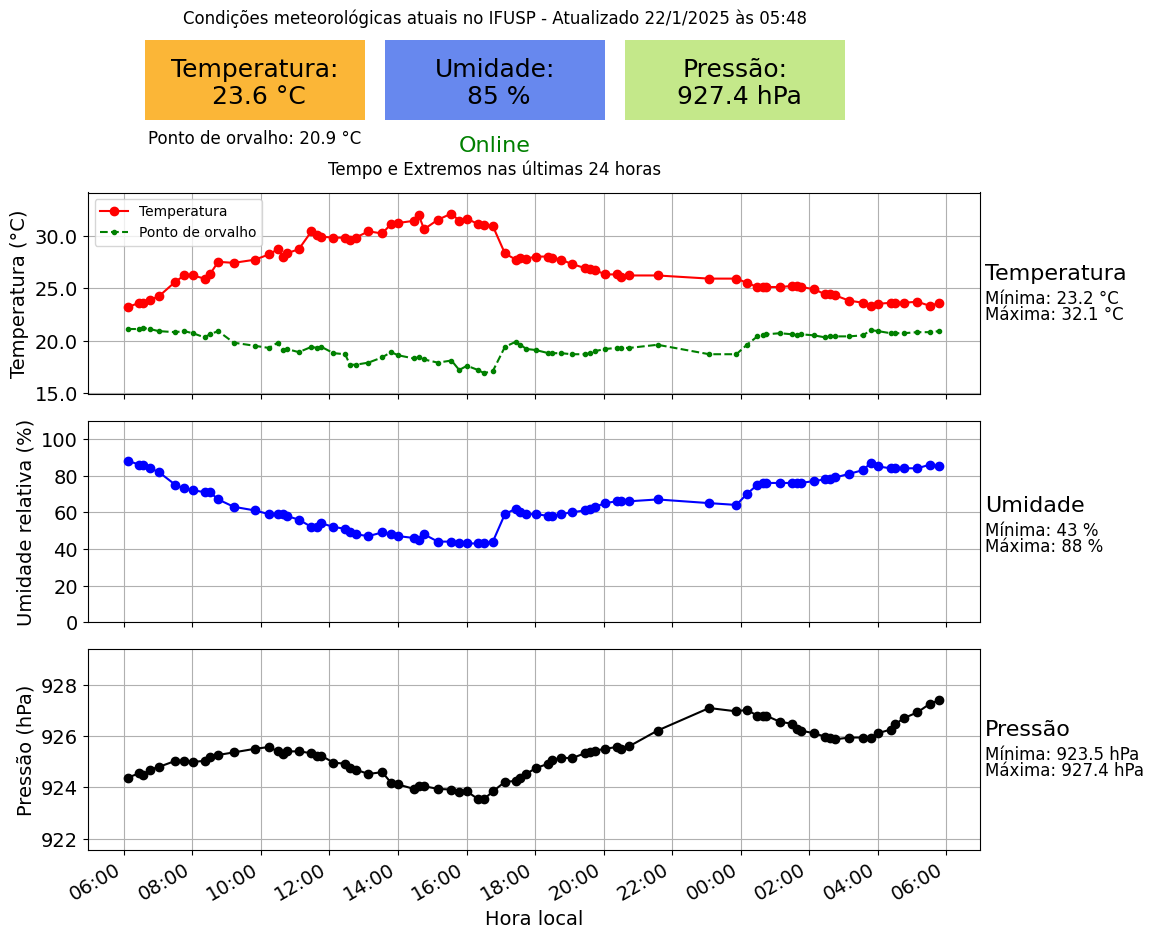 Condições meteorológicas atuais no IFUSP - Atualizado 22/1/2025 às 05:48
Temperatura:
23.6 °C
Umidade:
85 %
Pressão:
927.4 hPa
Ponto de orvalho: 20.9 °C
Online
Tempo e Extremos nas últimas 24 horas
Temperatura (°C)
30.0
25.0
20.0
15.0
Temperatura
Ponto de orvalho
Temperatura
Mínima: 23.2 °C
Máxima: 32.1 °C
Umidade relativa (%)
100
80
60
40
20
0
Umidade
Mínima: 43 %
Máxima: 88 %
Pressão (hPa)
928
926
924
922
Pressão
Mínima: 923.5 hPa
Máxima: 927.4 hPa
06:00 08:00 10:00 12:00 14:00 16:00 18:00 20:00 22:00 00:00 02:00 04:00 06:00
Hora local